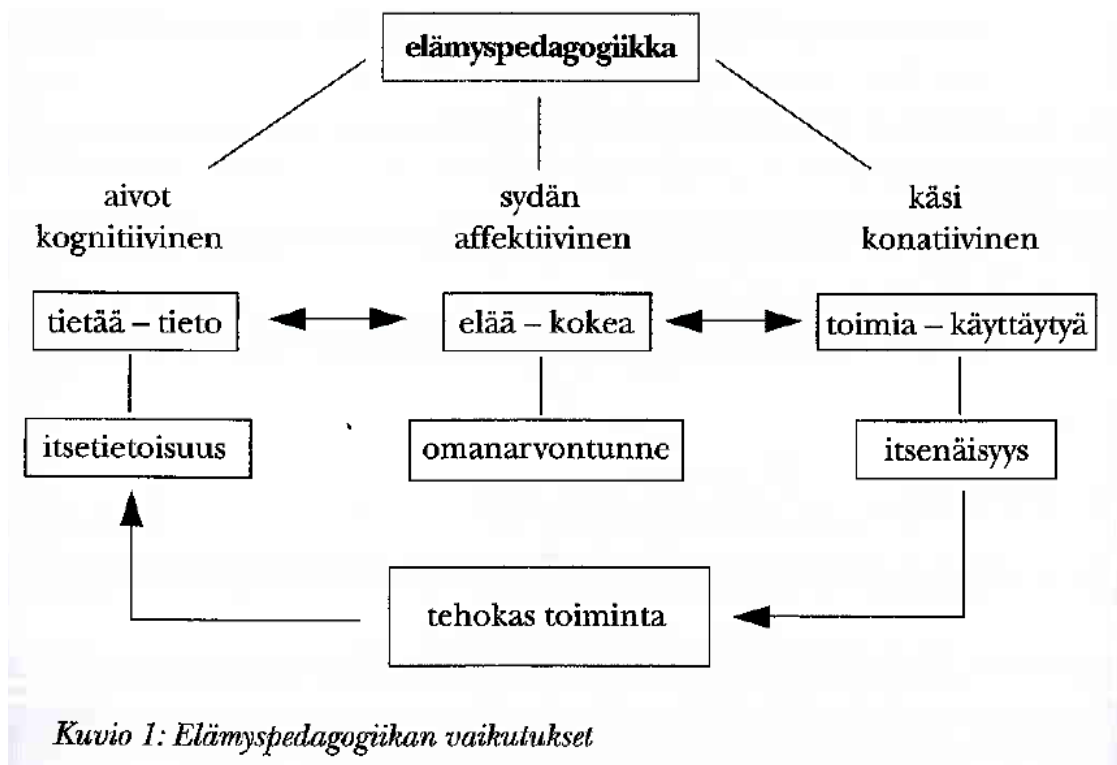 elämyspedagogiikka
aivot
kognitiivinen
sydän
affektiivinen
käsi
konatiivinen
tietää – tieto
elää – kokea
toimia – käyttäytyä
itsetietoisuus
omanarvontunne
itsenäisyys
tehokas toiminta
Kuvio 1: Elämyspedagogiikan vaikutukset